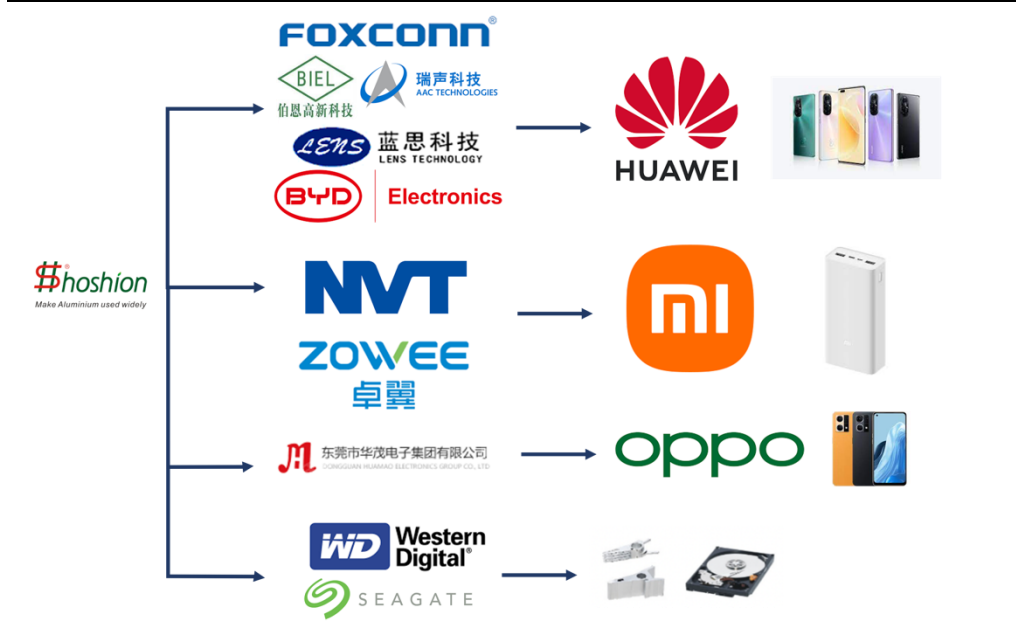 FOXCONN®
BIEL
伯恩高新科技
瑞声科技
AAC TECHNOLOGIES
LENS
蓝思科技
LENS TECHNOLOGY
BYD
Electronics
HUAWEI
Shoshion®
Make Aluminium used widely
NVT
mi
ZOWEE
卓翼
东莞市华茂电子集团有限公司
DONGGUAN HUAMAO ELECTRONICS GROUP CO., LTD
oppo
WD
Western
Digital®
SEAGATE